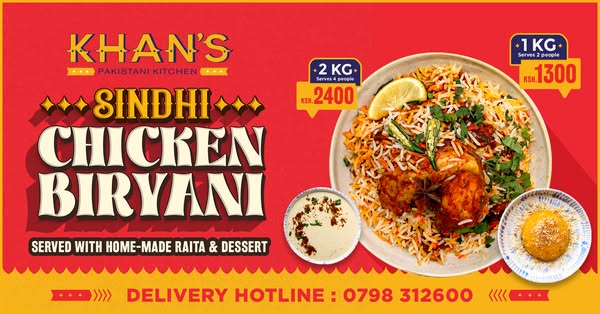 KHAN'S
PAKISTANI KITCHEN
SINDHI
CHICKEN
BIRYANI
SERVED WITH HOME-MADE RAITA & DESSERT
2 KG
Serves 4 people
KSH.2400
1 KG
Serves 2 people
KSH.1300
DELIVERY HOTLINE : 0798 312600